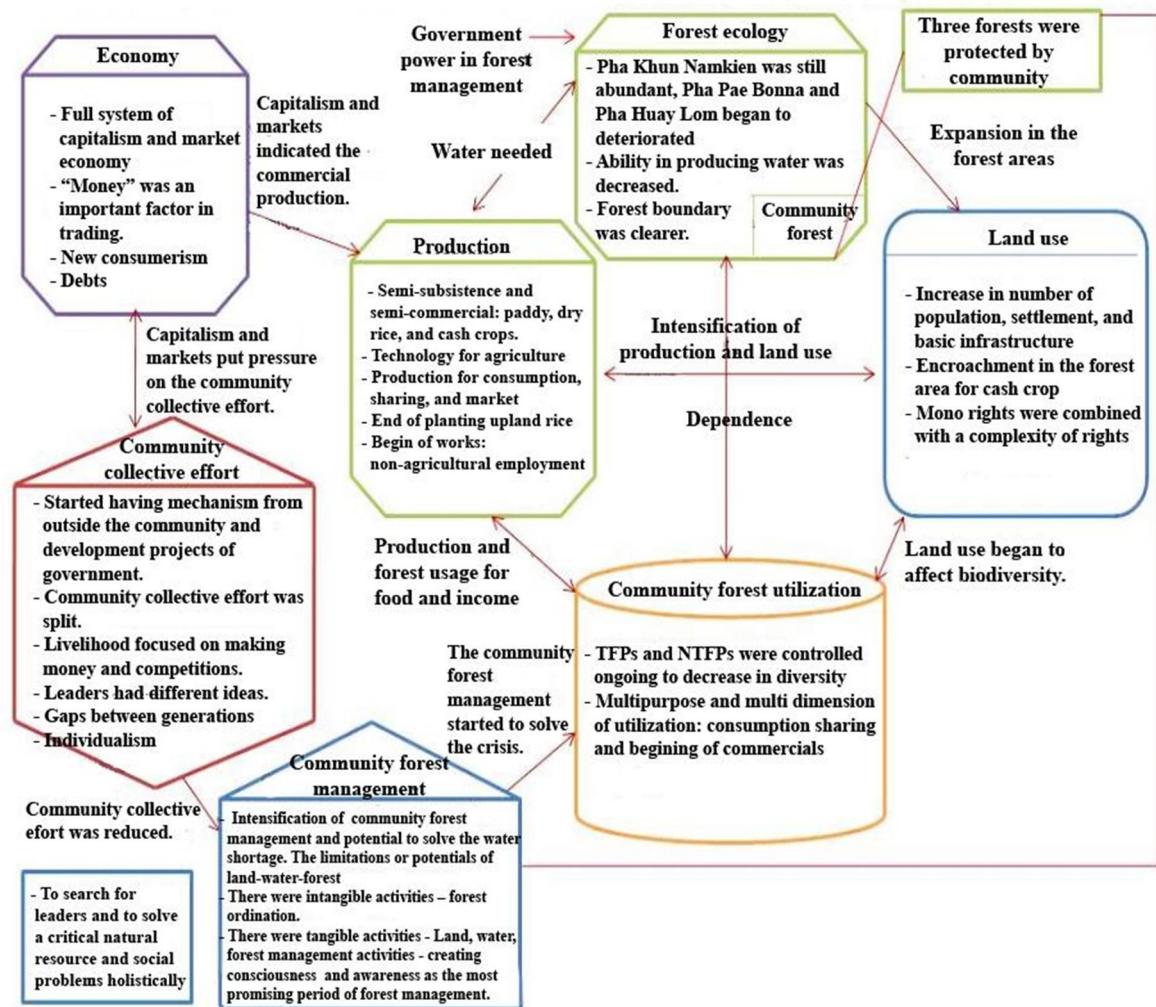 Economy
- Full system of
capitalism and market
economy
- “Money” was an
important factor in
trading.
- New consumerism
- Debts
Capitalism and
markets
indicated the
commercial
production.
Government
power in forest
management
Water needed
Forest ecology
- Pha Khun Namkien was still
abundant, Pha Pae Bonna and
Pha Huay Lom began to
deteriorated
- Ability in producing water was
decreased.
- Forest boundary
was clearer.
Community
forest
Three forests were
protected by
community
Expansion in the
forest areas
Production
- Semi-subsistence and
semi-commercial: paddy, dry
rice, and cash crops.
- Technology for agriculture
- Production for consumption,
sharing, and market
- End of planting upland rice
- Begin of works:
non-agricultural employment
Intensification of
production and land use
Dependence
Land use
- Increase in number of
population, settlement, and
basic infrastructure
- Encroachment in the forest
area for cash crop
- Mono rights were combined
with a complexity of rights
Capitalism and
markets put pressure
on the community
collective effort.
Community
collective effort
- Started having mechanism from
outside the community and
development projects of
government.
- Community collective effort was
split.
- Livelihood focused on making
money and competitions.
- Leaders had different ideas.
- Gaps between generations
- Individualism
Production and
forest usage for
food and income
Land use began to
affect biodiversity.
Community forest utilization
- TFPs and NTFPs were controlled
ongoing to decrease in diversity
- Multipurpose and multi dimension
of utilization: consumption sharing
and begining of commercials
The community
forest
management
started to solve
the crisis.
Community collective
efort was reduced.
Community forest
management
- Intensification of community forest
management and potential to solve the water
shortage. The limitations or potentials of
land-water-forest
- There were intangible activities – forest
ordination.
- There were tangible activities - Land, water,
forest management activities - creating
consciousness and awareness as the most
promising period of forest management.
- To search for
leaders and to solve
a critical natural
resource and social
problems holistically